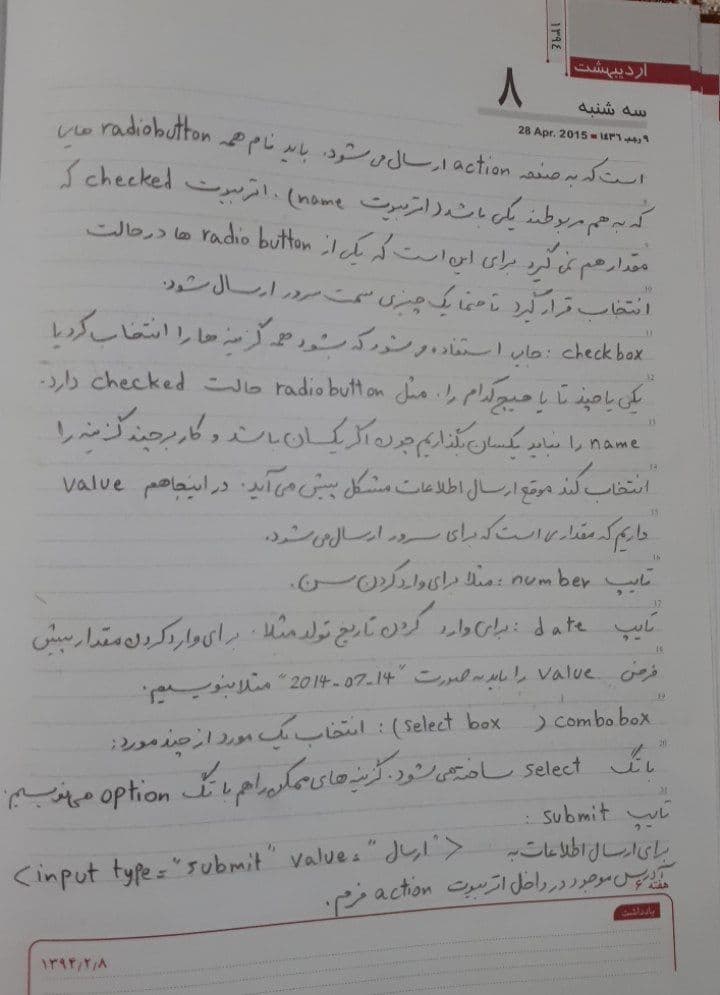 ۱۳۹۴
اردیبهشت
۸
سه شنبه
۹ رجب ۱٤۳٦ ■ 28 Apr. 2015
است که به صفحه action ارسال می شود. باید نام همه radiobutton هایی
که به هم مربوطند یکی باشد (اتریبیوت name). اتریبیوت checked که
مقدار هم نمی گیرد برای این است که یکی از radio button ها در حالت
انتخاب قرار گیرد تا حتما یک چیزی سمت سرور ارسال شود.
checkbox : جایی استفاده میشود که بشود همه گزینه ها را انتخاب کرد یا
یکی یا چند تا یا هیچ کدام را. مثل radiobutton حالت checked دارد.
name را نباید یکسان بگذاریم چون اگر یکسان باشد و کاربر چند گزینه را
انتخاب کند موقع ارسال اطلاعات مشکل پیش می آید. در اینجا هم value
داریم که مقداری است که برای سرور ارسال می شود.
تایپ number : مثلا برای وارد کردن سن.
تایپ date : برای وارد کردن تاریخ تولد مثلا. برای وارد کردن مقدار پیش
فرض value را باید به صورت "2014-07-14" مثلا بنویسیم.
combobox ( select box ) : انتخاب یک مورد از چند مورد:
با تگ select ساخته می شود. گزینه های ممکن را هم با تگ option می نویسیم.
تایپ submit :
برای ارسال اطلاعات به <input type="submit" value="ارسال">
آدرس موجود در داخل اتریبیوت action فرم.
هفته ۶
یادداشت
۱۳۹۴/۲/۸